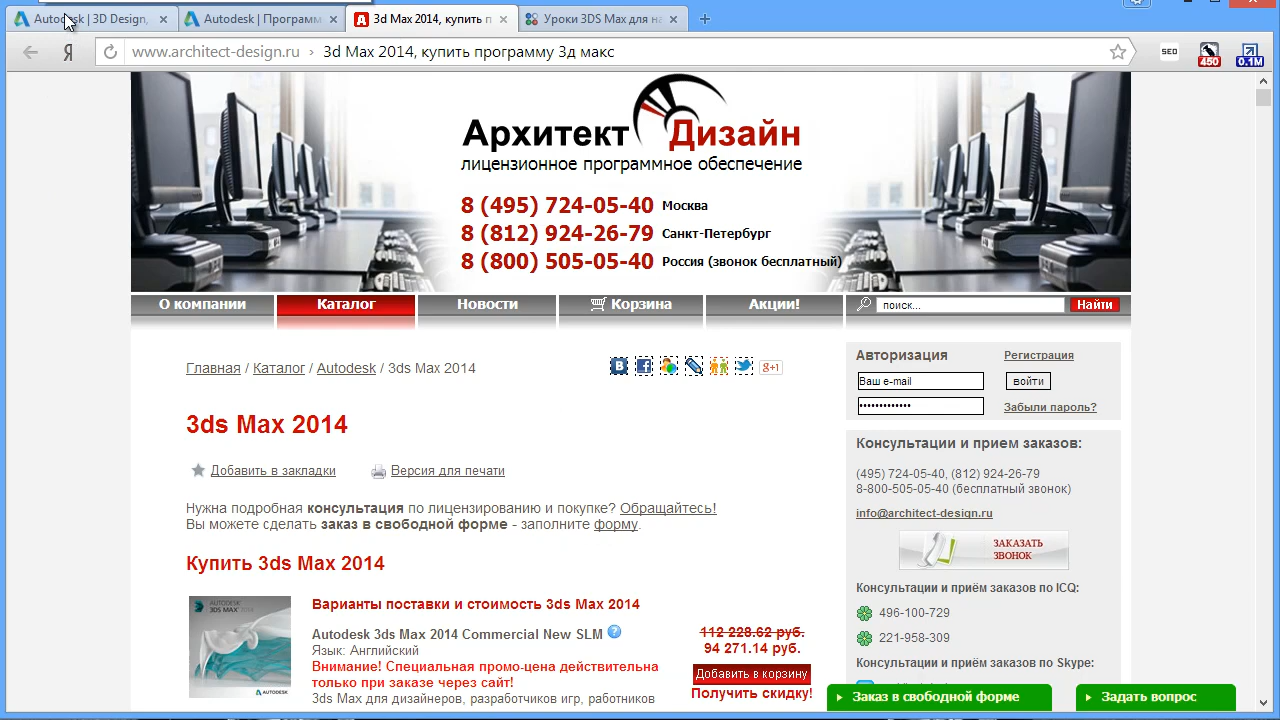 Autodesk | 3D Design,
Autodesk | Программ
3d Max 2014, купить п
Уроки 3DS Max для на
Я
www.architect-design.ru › 3d Max 2014, купить программу 3д макс
SEO
450
0.1M
Архитект Дизайн
лицензионное программное обеспечение
8 (495) 724-05-40 Москва
8 (812) 924-26-79 Санкт-Петербург
8 (800) 505-05-40 Россия (звонок бесплатный)
О компании
Каталог
Новости
Корзина
Акции!
поиск...
Найти
Главная / Каталог / Autodesk / 3ds Max 2014
g+1
3ds Max 2014
Добавить в закладки
Версия для печати
Нужна подробная консультация по лицензированию и покупке? Обращайтесь!
Вы можете сделать заказ в свободной форме - заполните форму.
Купить 3ds Max 2014
AUTODESK
3DS MAX
AUTODESK
Варианты поставки и стоимость 3ds Max 2014
Autodesk 3ds Max 2014 Commercial New SLM ?
Язык: Английский
Внимание! Специальная промо-цена действительна
только при заказе через сайт!
3ds Max для дизайнеров, разработчиков игр, работников
112 228.62 руб.
94 271.14 руб.
Добавить в корзину
Получить скидку!
Авторизация
Регистрация
Ваш e-mail
войти
•••••••••••••
Забыли пароль?
Консультации и прием заказов:
(495) 724-05-40, (812) 924-26-79
8-800-505-05-40 (бесплатный звонок)
info@architect-design.ru
ЗАКАЗАТЬ
ЗВОНОК
Консультации и приём заказов по ICQ:
496-100-729
221-958-309
Консультации и приём заказов по Skype:
Заказ в свободной форме
Задать вопрос